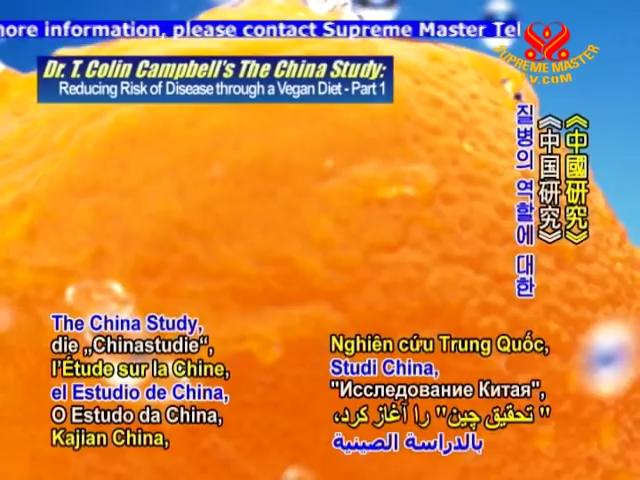 more information, please contact Supreme Master Tel
SUPREME MASTER
TV.COM
Dr. T. Colin Campbell's The China Study:
Reducing Risk of Disease through a Vegan Diet - Part 1
《中國研究》
《中国研究》
질병의 역할에 대한
The China Study,
die „Chinastudie“,
l'Étude sur la Chine,
el Estudio de China,
O Estudo da China,
Kajian China,
Nghiên cứu Trung Quốc,
Studi China,
"Исследование Китая",
" تحقیق چین" را آغاز کرد،
بالدراسة الصينية